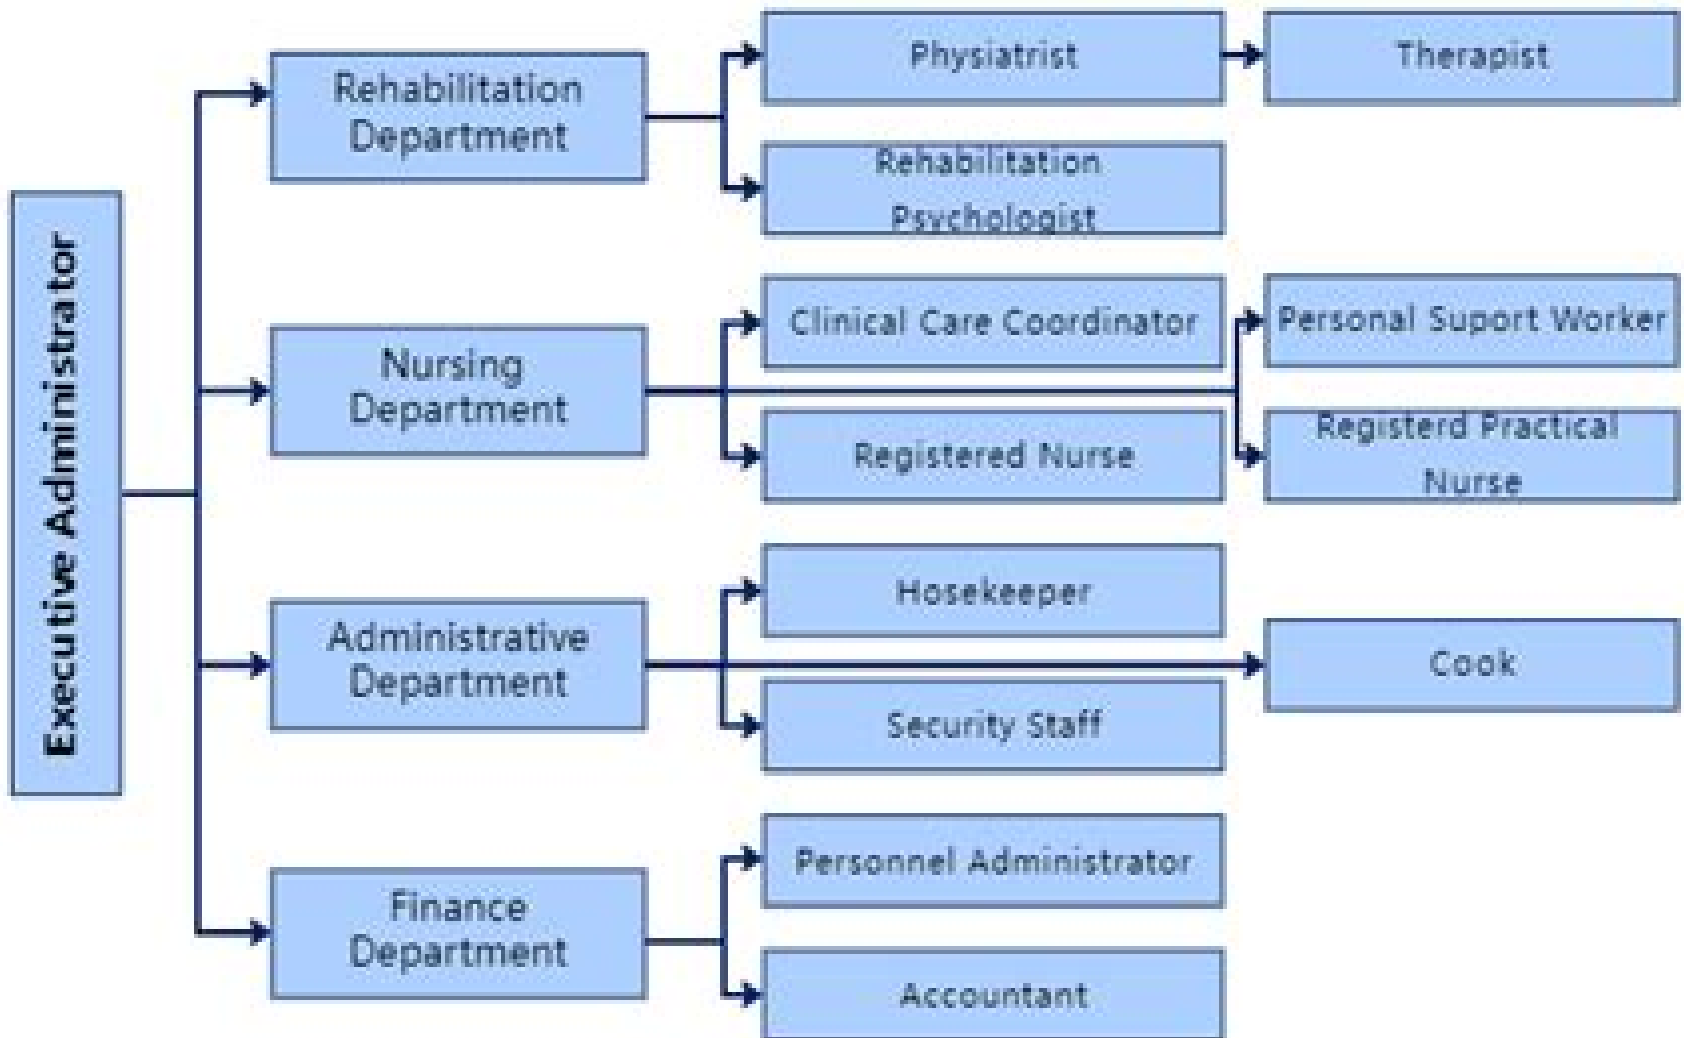 Executive Administrator
Rehabilitation
Department
Physiatrist
Therapist
Rehabilitation
Psychologist
Nursing
Department
Clinical Care Coordinator
Personal Suport Worker
Registered Nurse
Registerd Practical
Nurse
Administrative
Department
Hosekeeper
Cook
Security Staff
Finance
Department
Personnel Administrator
Accountant